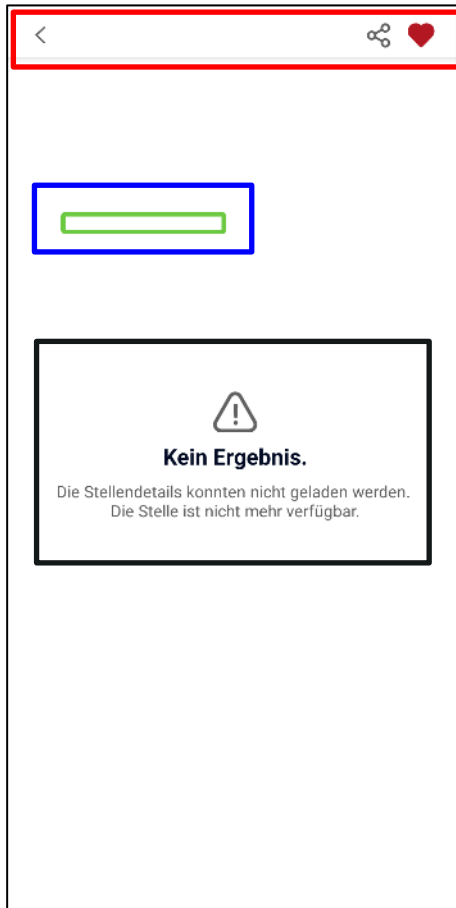 Kein Ergebnis.
Die Stellendetails konnten nicht geladen werden.
Die Stelle ist nicht mehr verfügbar.